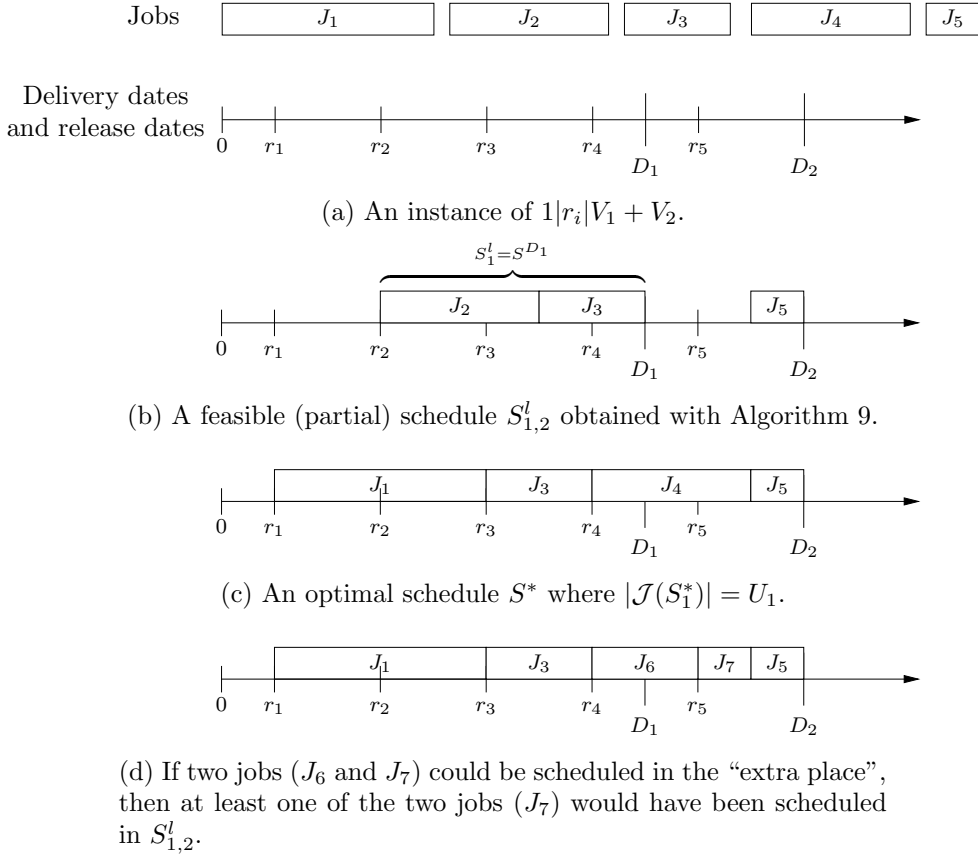 Jobs J₁ J₂ J₃ J₄ J₅
Delivery dates
and release dates
0 r₁ r₂ r₃ r₄ D₁ r₅ D₂
(a) An instance of 1|rᵢ|V₁ + V₂.
S₁ˡ=S^{D₁}
J₂ J₃ J₅
0 r₁ r₂ r₃ r₄ D₁ r₅ D₂
(b) A feasible (partial) schedule S^l_{1,2} obtained with Algorithm 9.
J₁ J₃ J₄ J₅
0 r₁ r₂ r₃ r₄ D₁ r₅ D₂
(c) An optimal schedule S* where |𝒥(S₁*)| = U₁.
J₁ J₃ J₆ J₇ J₅
0 r₁ r₂ r₃ r₄ D₁ r₅ D₂
(d) If two jobs (J₆ and J₇) could be scheduled in the “extra place”,
then at least one of the two jobs (J₇) would have been scheduled
in S^l_{1,2}.